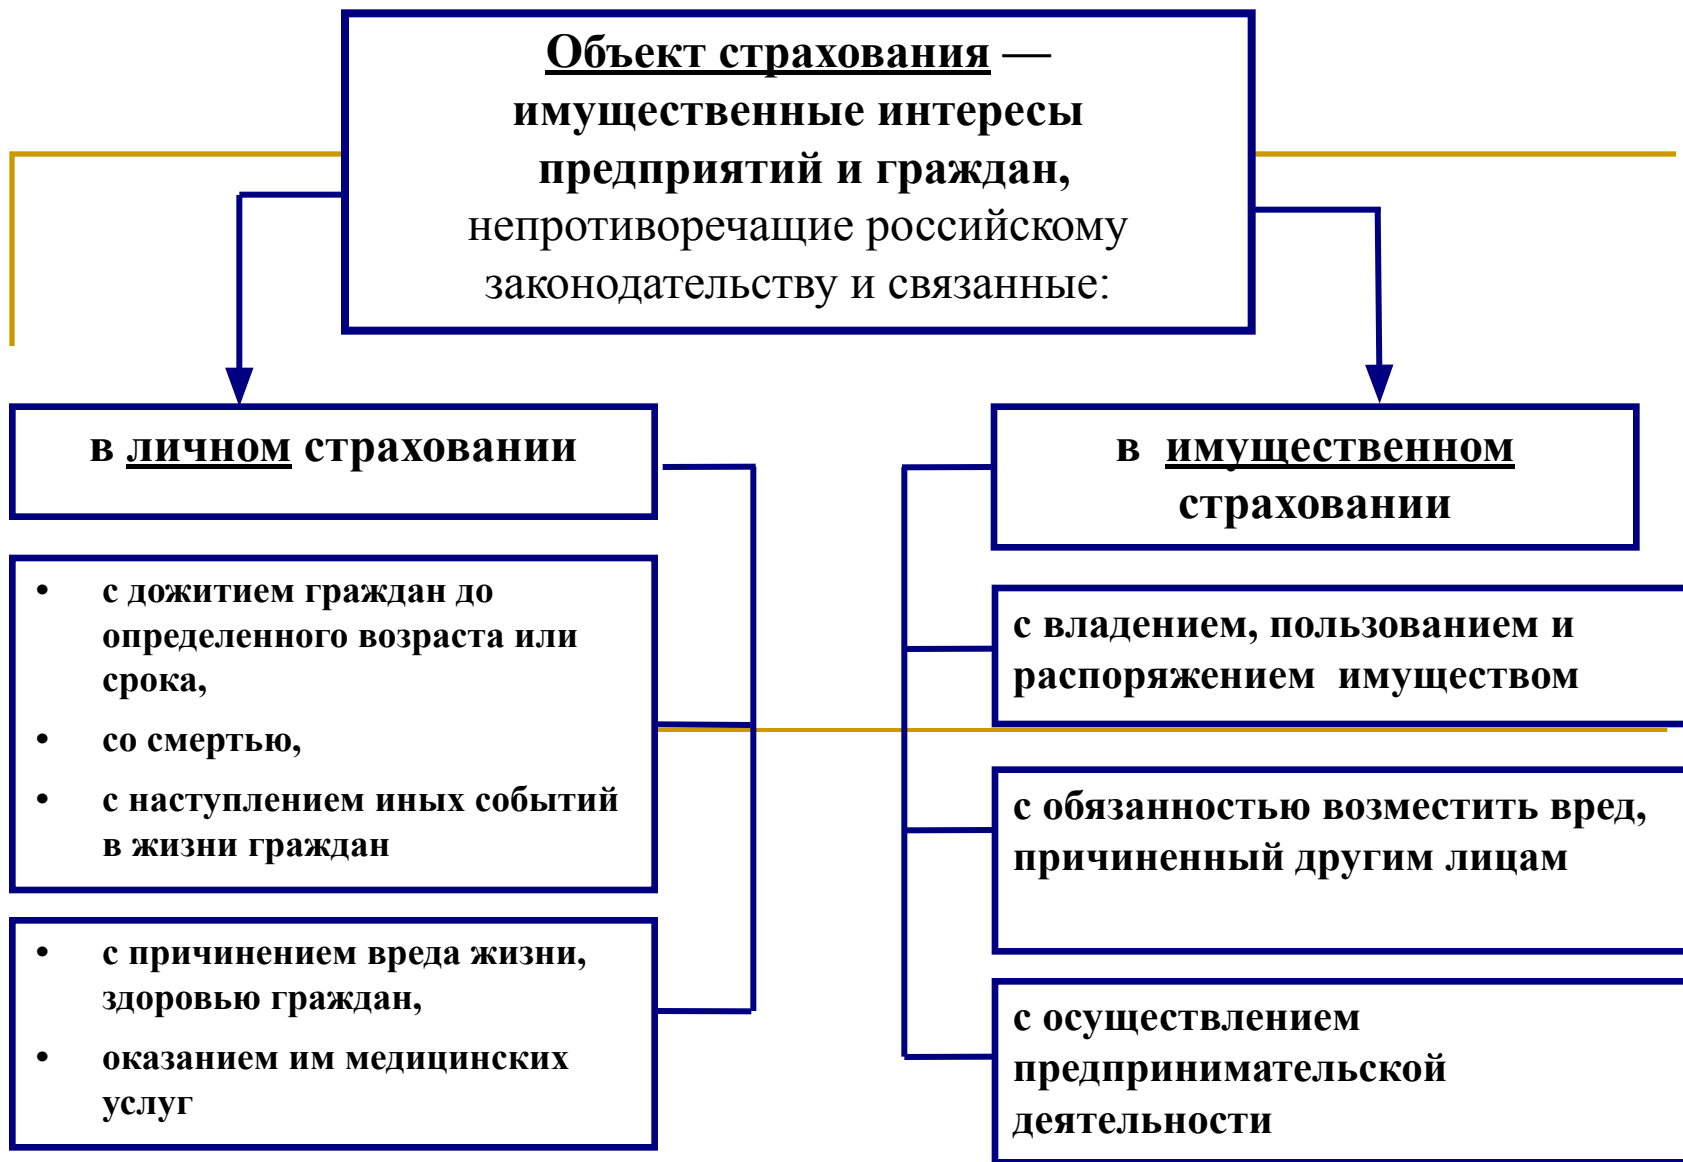 Объект страхования —
имущественные интересы
предприятий и граждан,
непротиворечащие российскому
законодательству и связанные:
в личном страховании
• с дожитием граждан до
определенного возраста или
срока,
• со смертью,
• с наступлением иных событий
в жизни граждан
• с причинением вреда жизни,
здоровью граждан,
• оказанием им медицинских
услуг
в имущественном
страховании
с владением, пользованием и
распоряжением имуществом
с обязанностью возместить вред,
причиненный другим лицам
с осуществлением
предпринимательской
деятельности